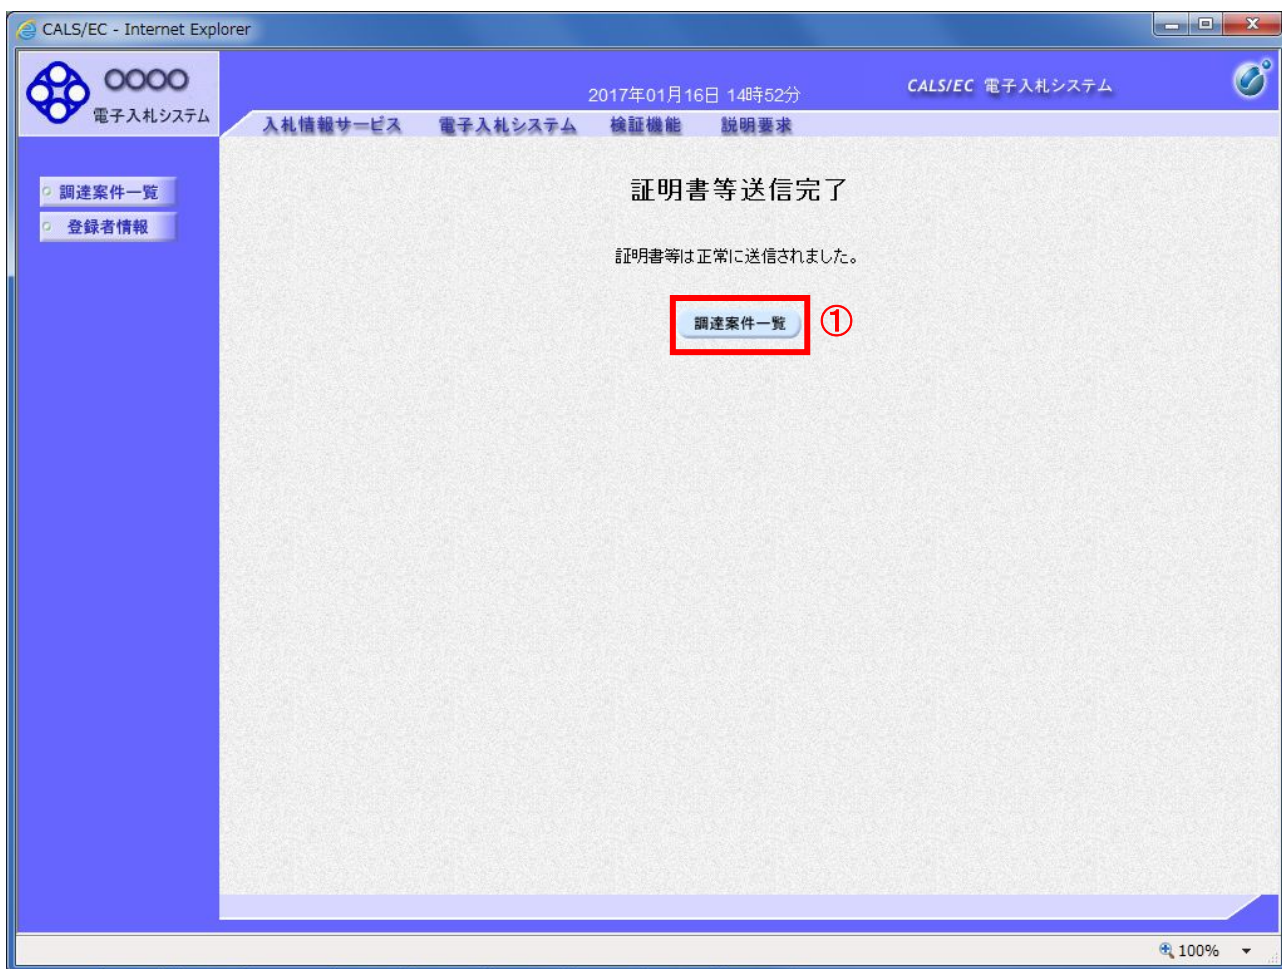 CALS/EC - Internet Explorer
○○○○
電子入札システム
2017年01月16日 14時52分
CALS/EC 電子入札システム
入札情報サービス 電子入札システム 検証機能 説明要求
調達案件一覧
登録者情報
証明書等送信完了
証明書等は正常に送信されました。
調達案件一覧 ①
100%